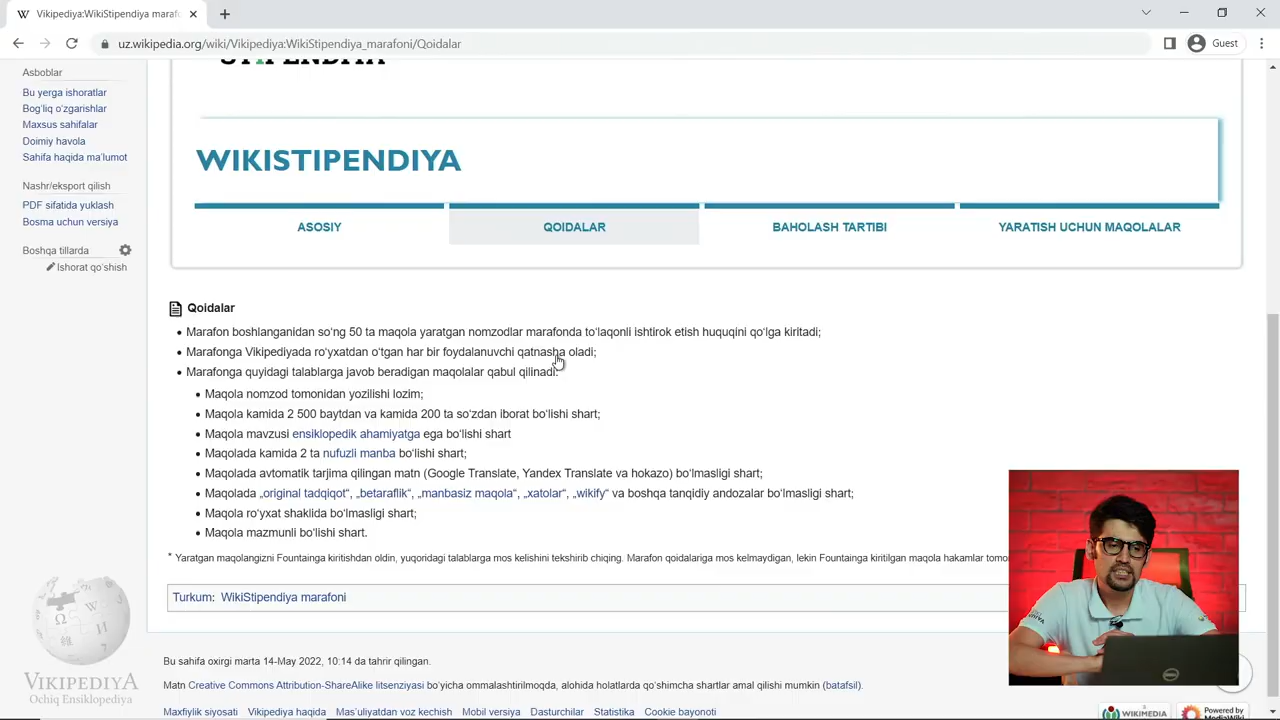 Vikipediya:WikiStipendiya marafo
Guest
uz.wikipedia.org/wiki/Vikipediya:WikiStipendiya_marafoni/Qoidalar
Asboblar
Bu yerga ishoratlar
Bogʻliq oʻzgarishlar
Maxsus sahifalar
Doimiy havola
Sahifa haqida maʼlumot
Nashr/eksport qilish
PDF sifatida yuklash
Bosma uchun versiya
Boshqa tillarda
Ishorat qoʻshish
WIKISTIPENDIYA
ASOSIY
QOIDALAR
BAHOLASH TARTIBI
YARATISH UCHUN MAQOLALAR
Qoidalar
• Marafon boshlanganidan soʻng 50 ta maqola yaratgan nomzodlar marafonda toʻlaqonli ishtirok etish huquqini qoʻlga kiritadi;
• Marafonga Vikipediyada roʻyxatdan oʻtgan har bir foydalanuvchi qatnasha oladi;
• Marafonga quyidagi talablarga javob beradigan maqolalar qabul qilinadi:
• Maqola nomzod tomonidan yozilishi lozim;
• Maqola kamida 2 500 baytdan va kamida 200 ta soʻzdan iborat boʻlishi shart;
• Maqola mavzusi ensiklopedik ahamiyatga ega boʻlishi shart
• Maqolada kamida 2 ta nufuzli manba boʻlishi shart;
• Maqolada avtomatik tarjima qilingan matn (Google Translate, Yandex Translate va hokazo) boʻlmasligi shart;
• Maqolada „original tadqiqot“, „betaraflik“, „manbasiz maqola“, „xatolar“, „wikify“ va boshqa tanqidiy andozalar boʻlmasligi shart;
• Maqola roʻyxat shaklida boʻlmasligi shart;
• Maqola mazmunli boʻlishi shart.
* Yaratgan maqolangizni Fountainga kiritishdan oldin, yuqoridagi talablarga mos kelishini tekshirib chiqing. Marafon qoidalariga mos kelmaydigan, lekin Fountainga kiritilgan maqola hakamlar tomo
Turkum: WikiStipendiya marafoni
VIKIPEDIYA
Ochiq Ensiklopediya
Bu sahifa oxirgi marta 14-May 2022, 10:14 da tahrir qilingan.
Matn Creative Commons Attribution-ShareAlike litsenziyasi boʻyicha ommalashtirilmoqda, alohida holatlarda qoʻshimcha shartlar amal qilishi mumkin (batafsil).
Maxfiylik siyosati Vikipediya haqida Masʼuliyatdan voz kechish Mobil versiya Dasturchilar Statistika Cookie bayonoti
WIKIMEDIA
Powered by